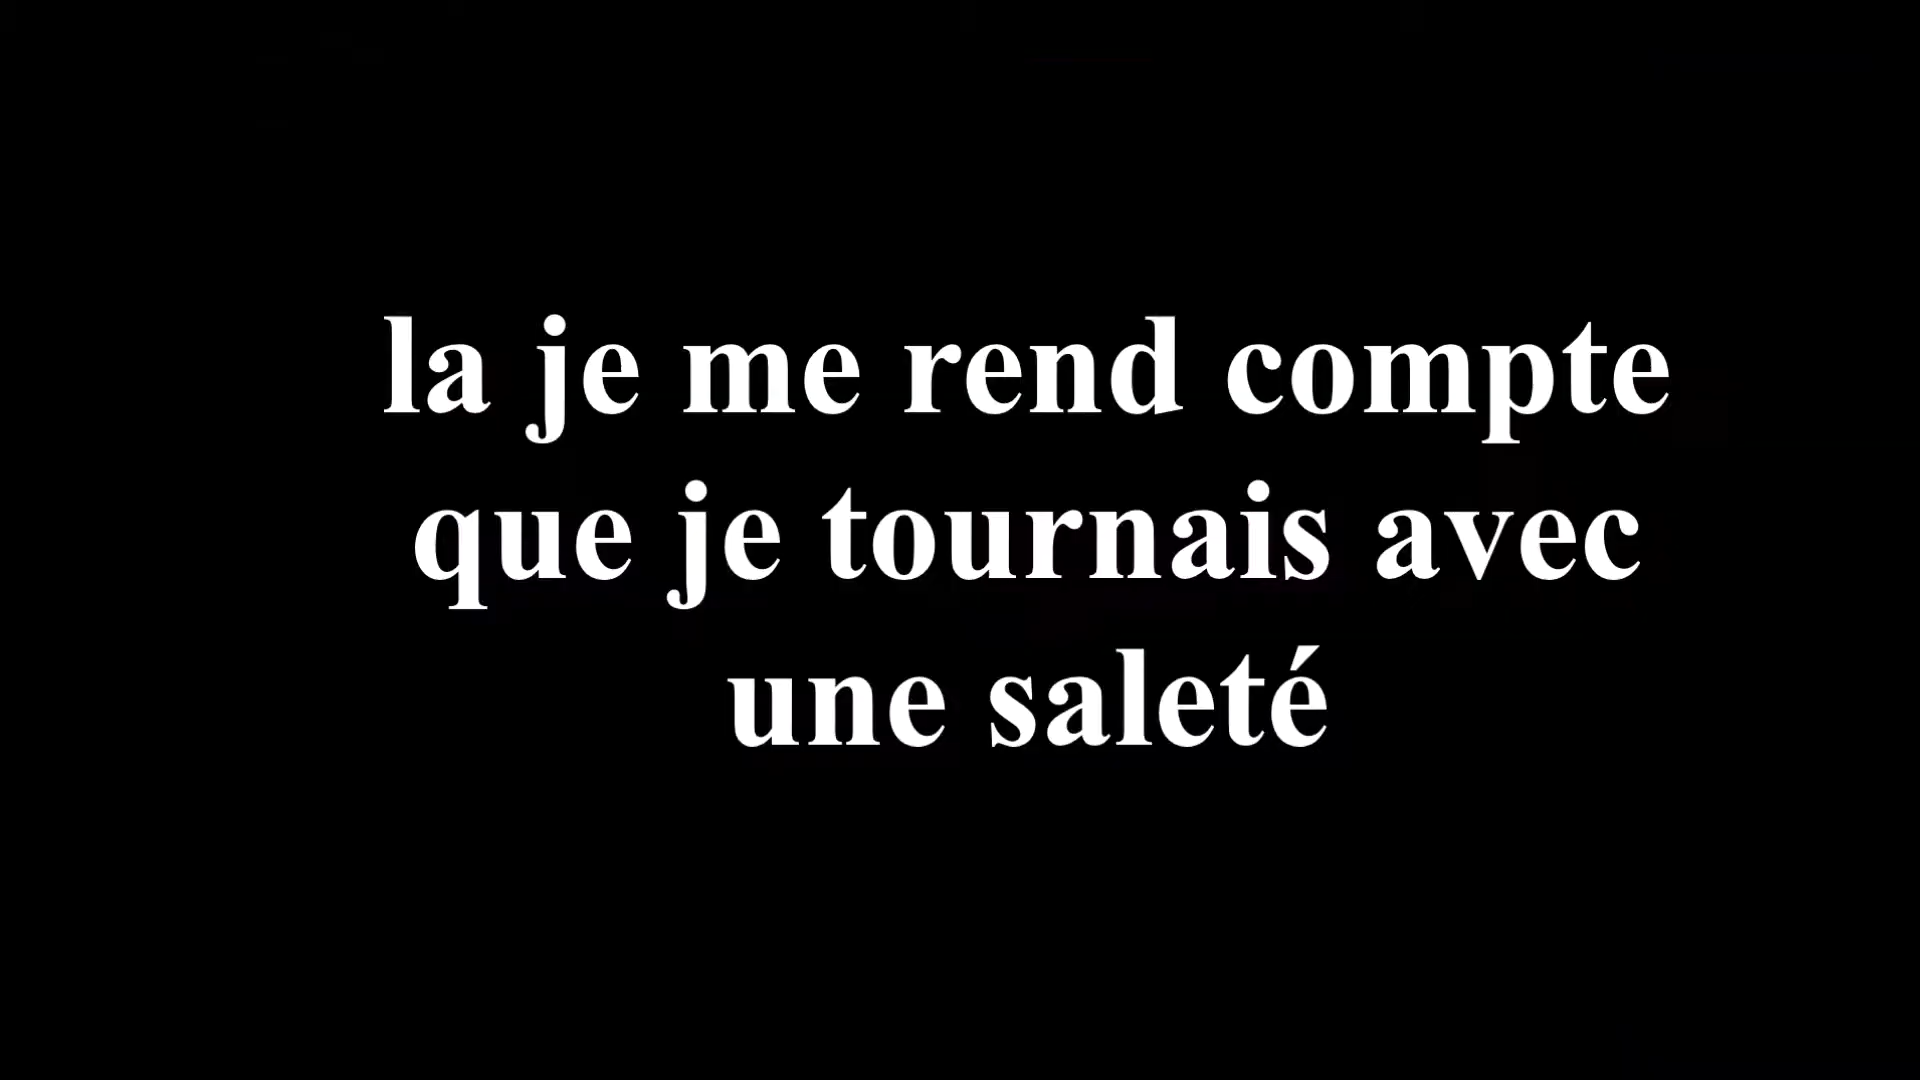 la je me rend compte
que je tournais avec
une saleté